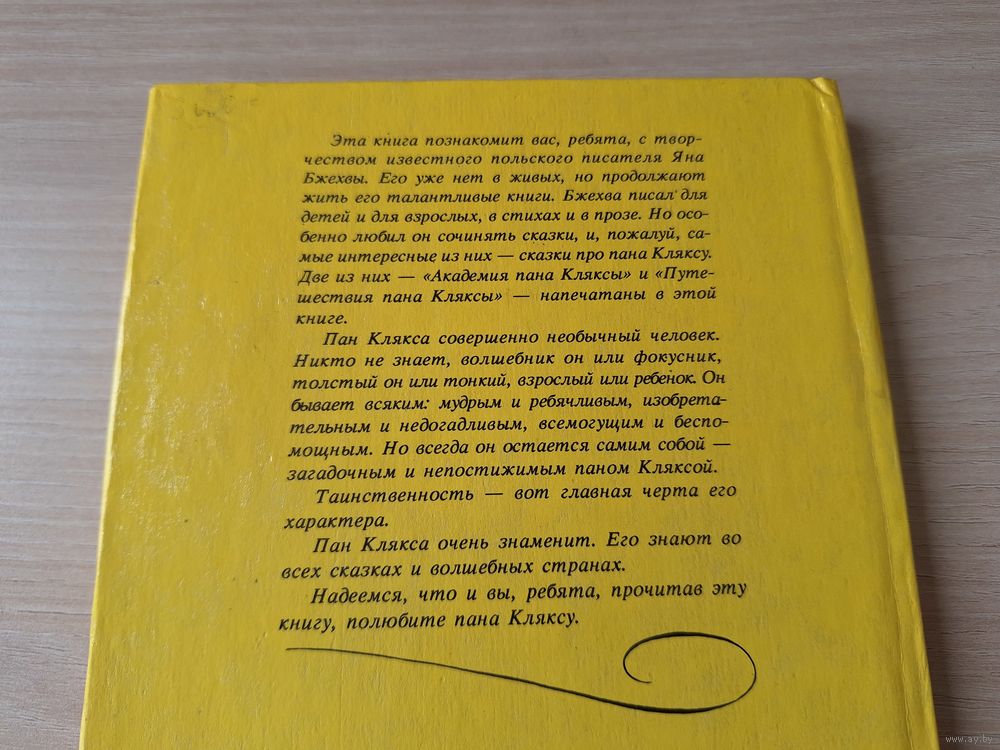 Эта книга познакомит вас, ребята, с твор-
чеством известного польского писателя Яна
Бжехвы. Его уже нет в живых, но продолжают
жить его талантливые книги. Бжехва писал для
детей и для взрослых, в стихах и в прозе. Но осо-
бенно любил он сочинять сказки, и, пожалуй, са-
мые интересные из них — сказки про пана Кляксу.
Две из них — «Академия пана Кляксы» и «Путе-
шествия пана Кляксы» — напечатаны в этой
книге.
Пан Клякса совершенно необычный человек.
Никто не знает, волшебник он или фокусник,
толстый он или тонкий, взрослый или ребенок. Он
бывает всяким: мудрым и ребячливым, изобрета-
тельным и недогадливым, всемогущим и беспо-
мощным. Но всегда он остается самим собой —
загадочным и непостижимым паном Кляксой.
Таинственность — вот главная черта его
характера.
Пан Клякса очень знаменит. Его знают во
всех сказках и волшебных странах.
Надеемся, что и вы, ребята, прочитав эту
книгу, полюбите пана Кляксу.
www.ay.by